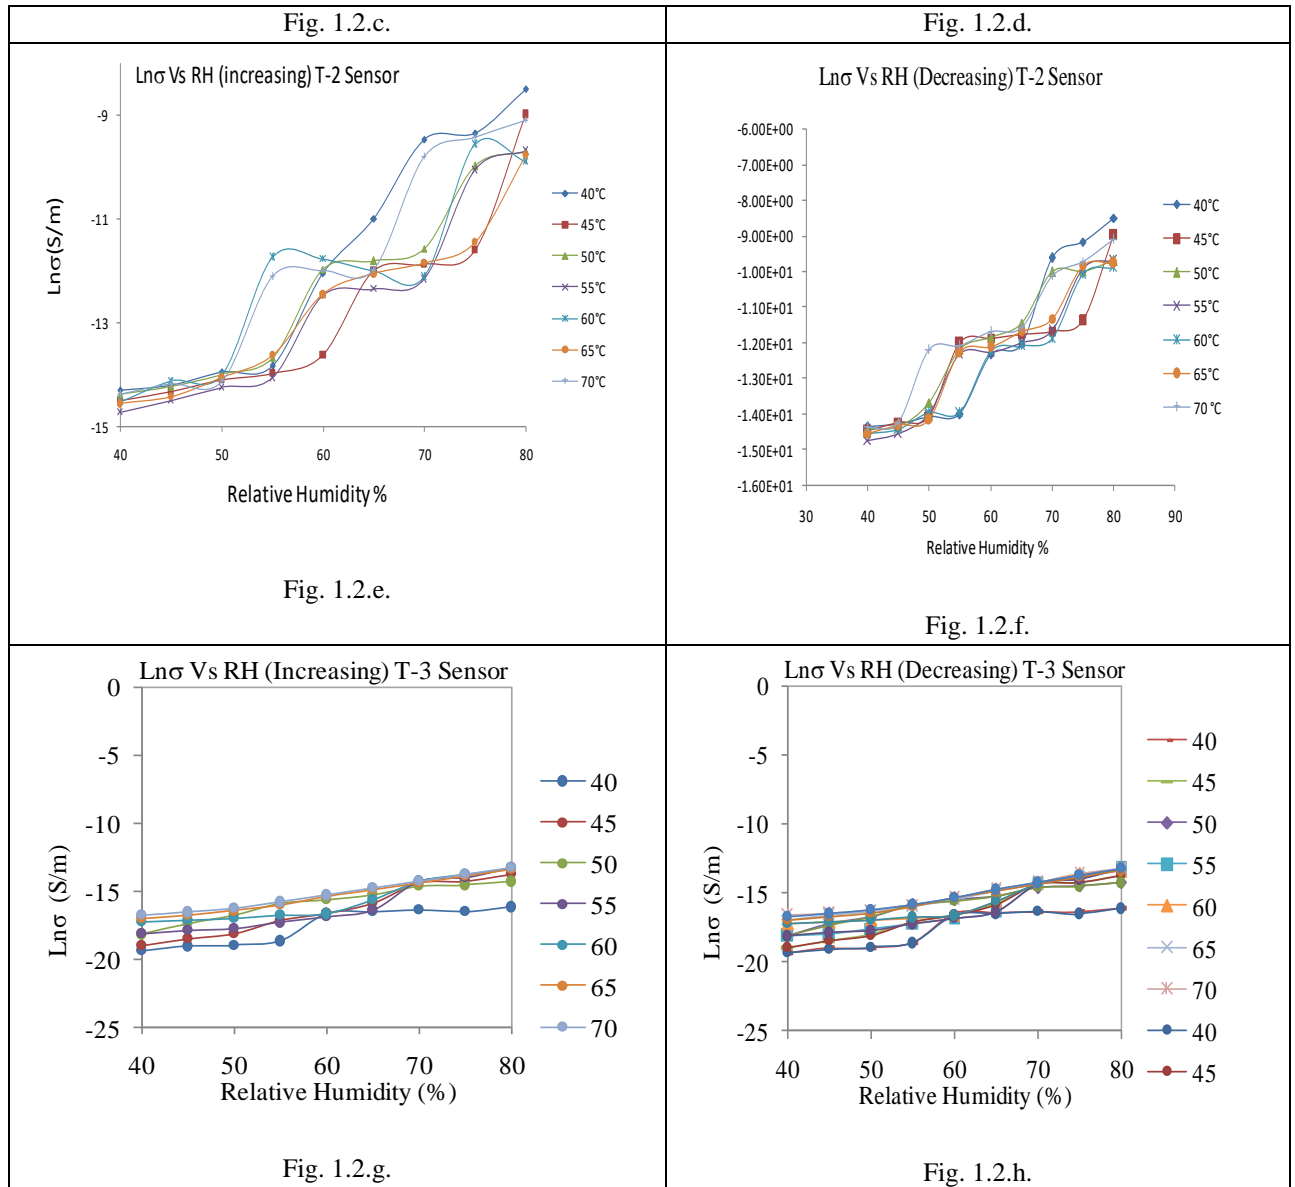 Fig. 1.2.c.
Fig. 1.2.d.
Lnσ Vs RH (increasing) T-2 Sensor
-9
-11
-13
-15
Lnσ(S/m)
40
50
60
70
80
Relative Humidity %
40°C
45°C
50°C
55°C
60°C
65°C
70°C
Fig. 1.2.e.
Lnσ Vs RH (Decreasing) T-2 Sensor
-6.00E+00
-7.00E+00
-8.00E+00
-9.00E+00
-1.00E+01
-1.10E+01
-1.20E+01
-1.30E+01
-1.40E+01
-1.50E+01
-1.60E+01
30
40
50
60
70
80
90
Relative Humidity %
40°C
45°C
50°C
55°C
60°C
65°C
70 °C
Fig. 1.2.f.
Lnσ Vs RH (Increasing) T-3 Sensor
0
-5
-10
-15
-20
-25
Lnσ (S/m)
40
50
60
70
80
Relative Humidity (%)
40
45
50
55
60
65
70
Fig. 1.2.g.
Lnσ Vs RH (Decreasing) T-3 Sensor
0
-5
-10
-15
-20
-25
Lnσ (S/m)
40
50
60
70
80
Relative Humidity (%)
40
45
50
55
60
65
70
40
45
Fig. 1.2.h.